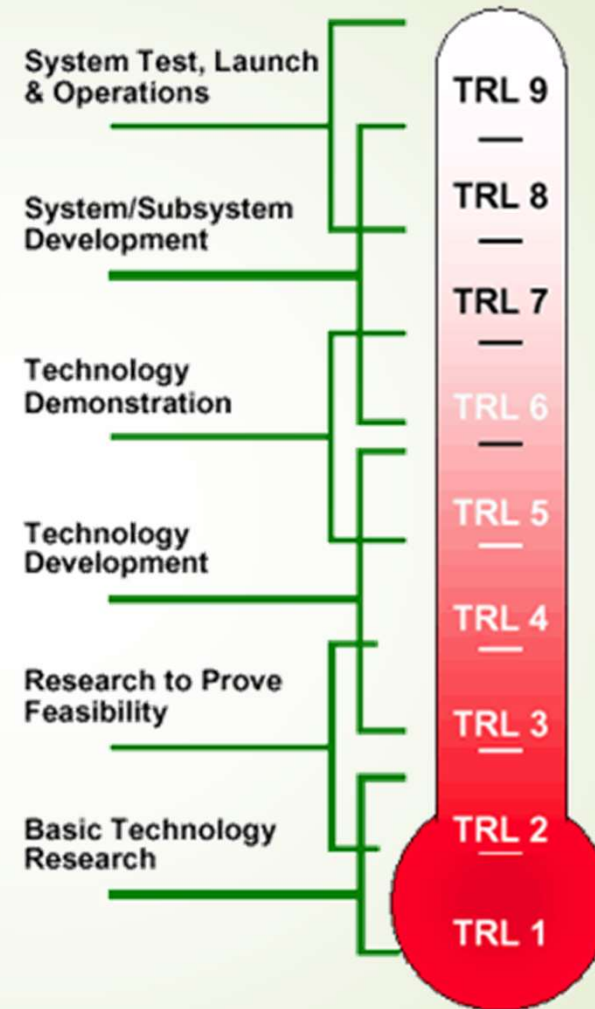 System Test, Launch
& Operations
System/Subsystem
Development
Technology
Demonstration
Technology
Development
Research to Prove
Feasibility
Basic Technology
Research
TRL 9
TRL 8
TRL 7
TRL 6
TRL 5
TRL 4
TRL 3
TRL 2
TRL 1